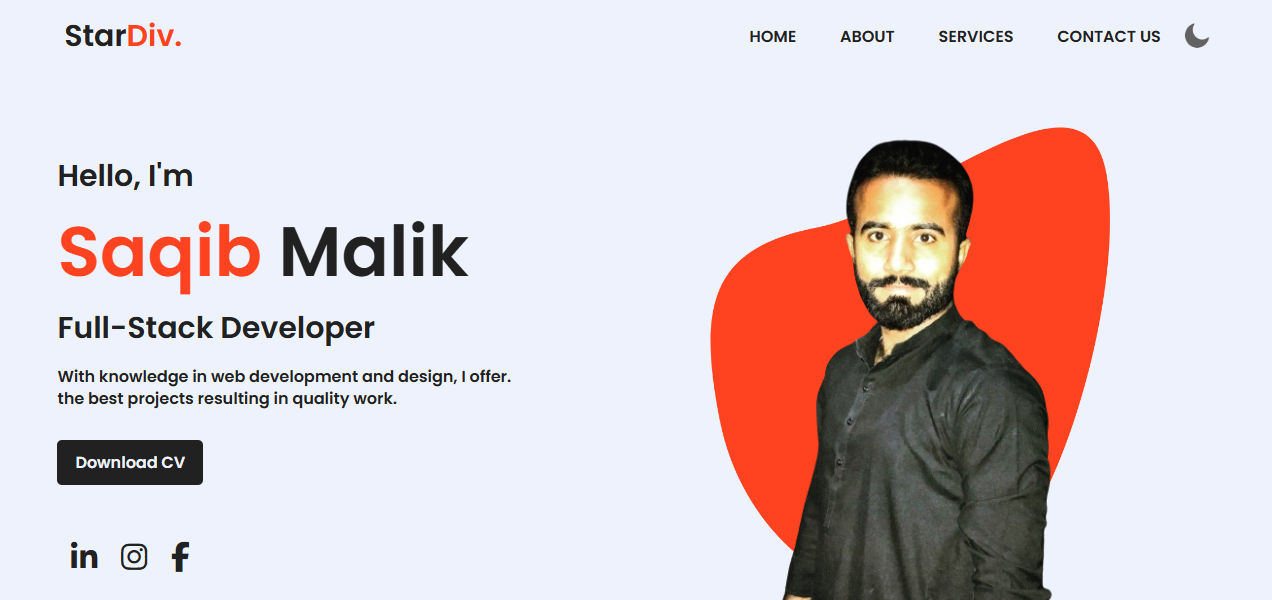 StarDiv.
HOME ABOUT SERVICES CONTACT US
Hello, I'm
Saqib Malik
Full-Stack Developer
With knowledge in web development and design, I offer.
the best projects resulting in quality work.
Download CV